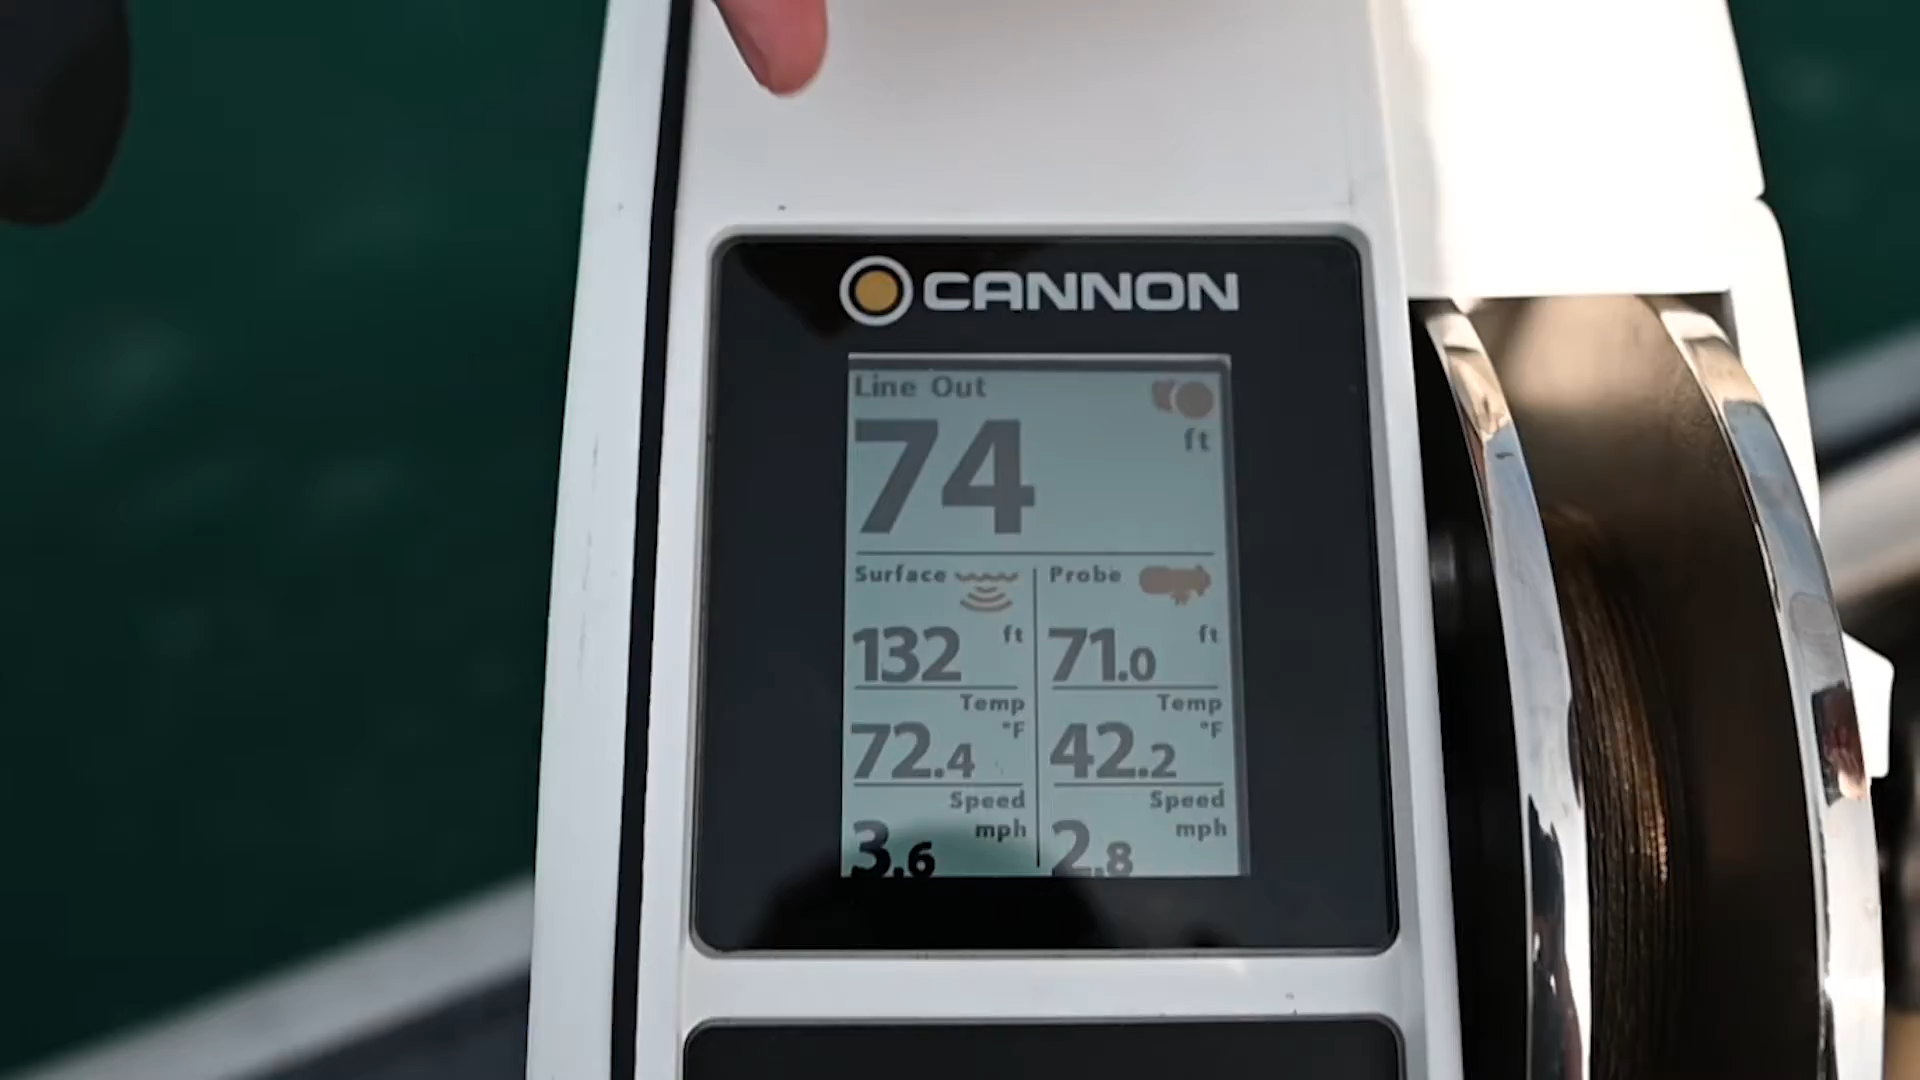 CANNON
Line Out
74 ft
Surface Probe
132 ft 71.0 ft
Temp Temp
72.4 °F 42.2 °F
Speed Speed
3.6 mph 2.8 mph